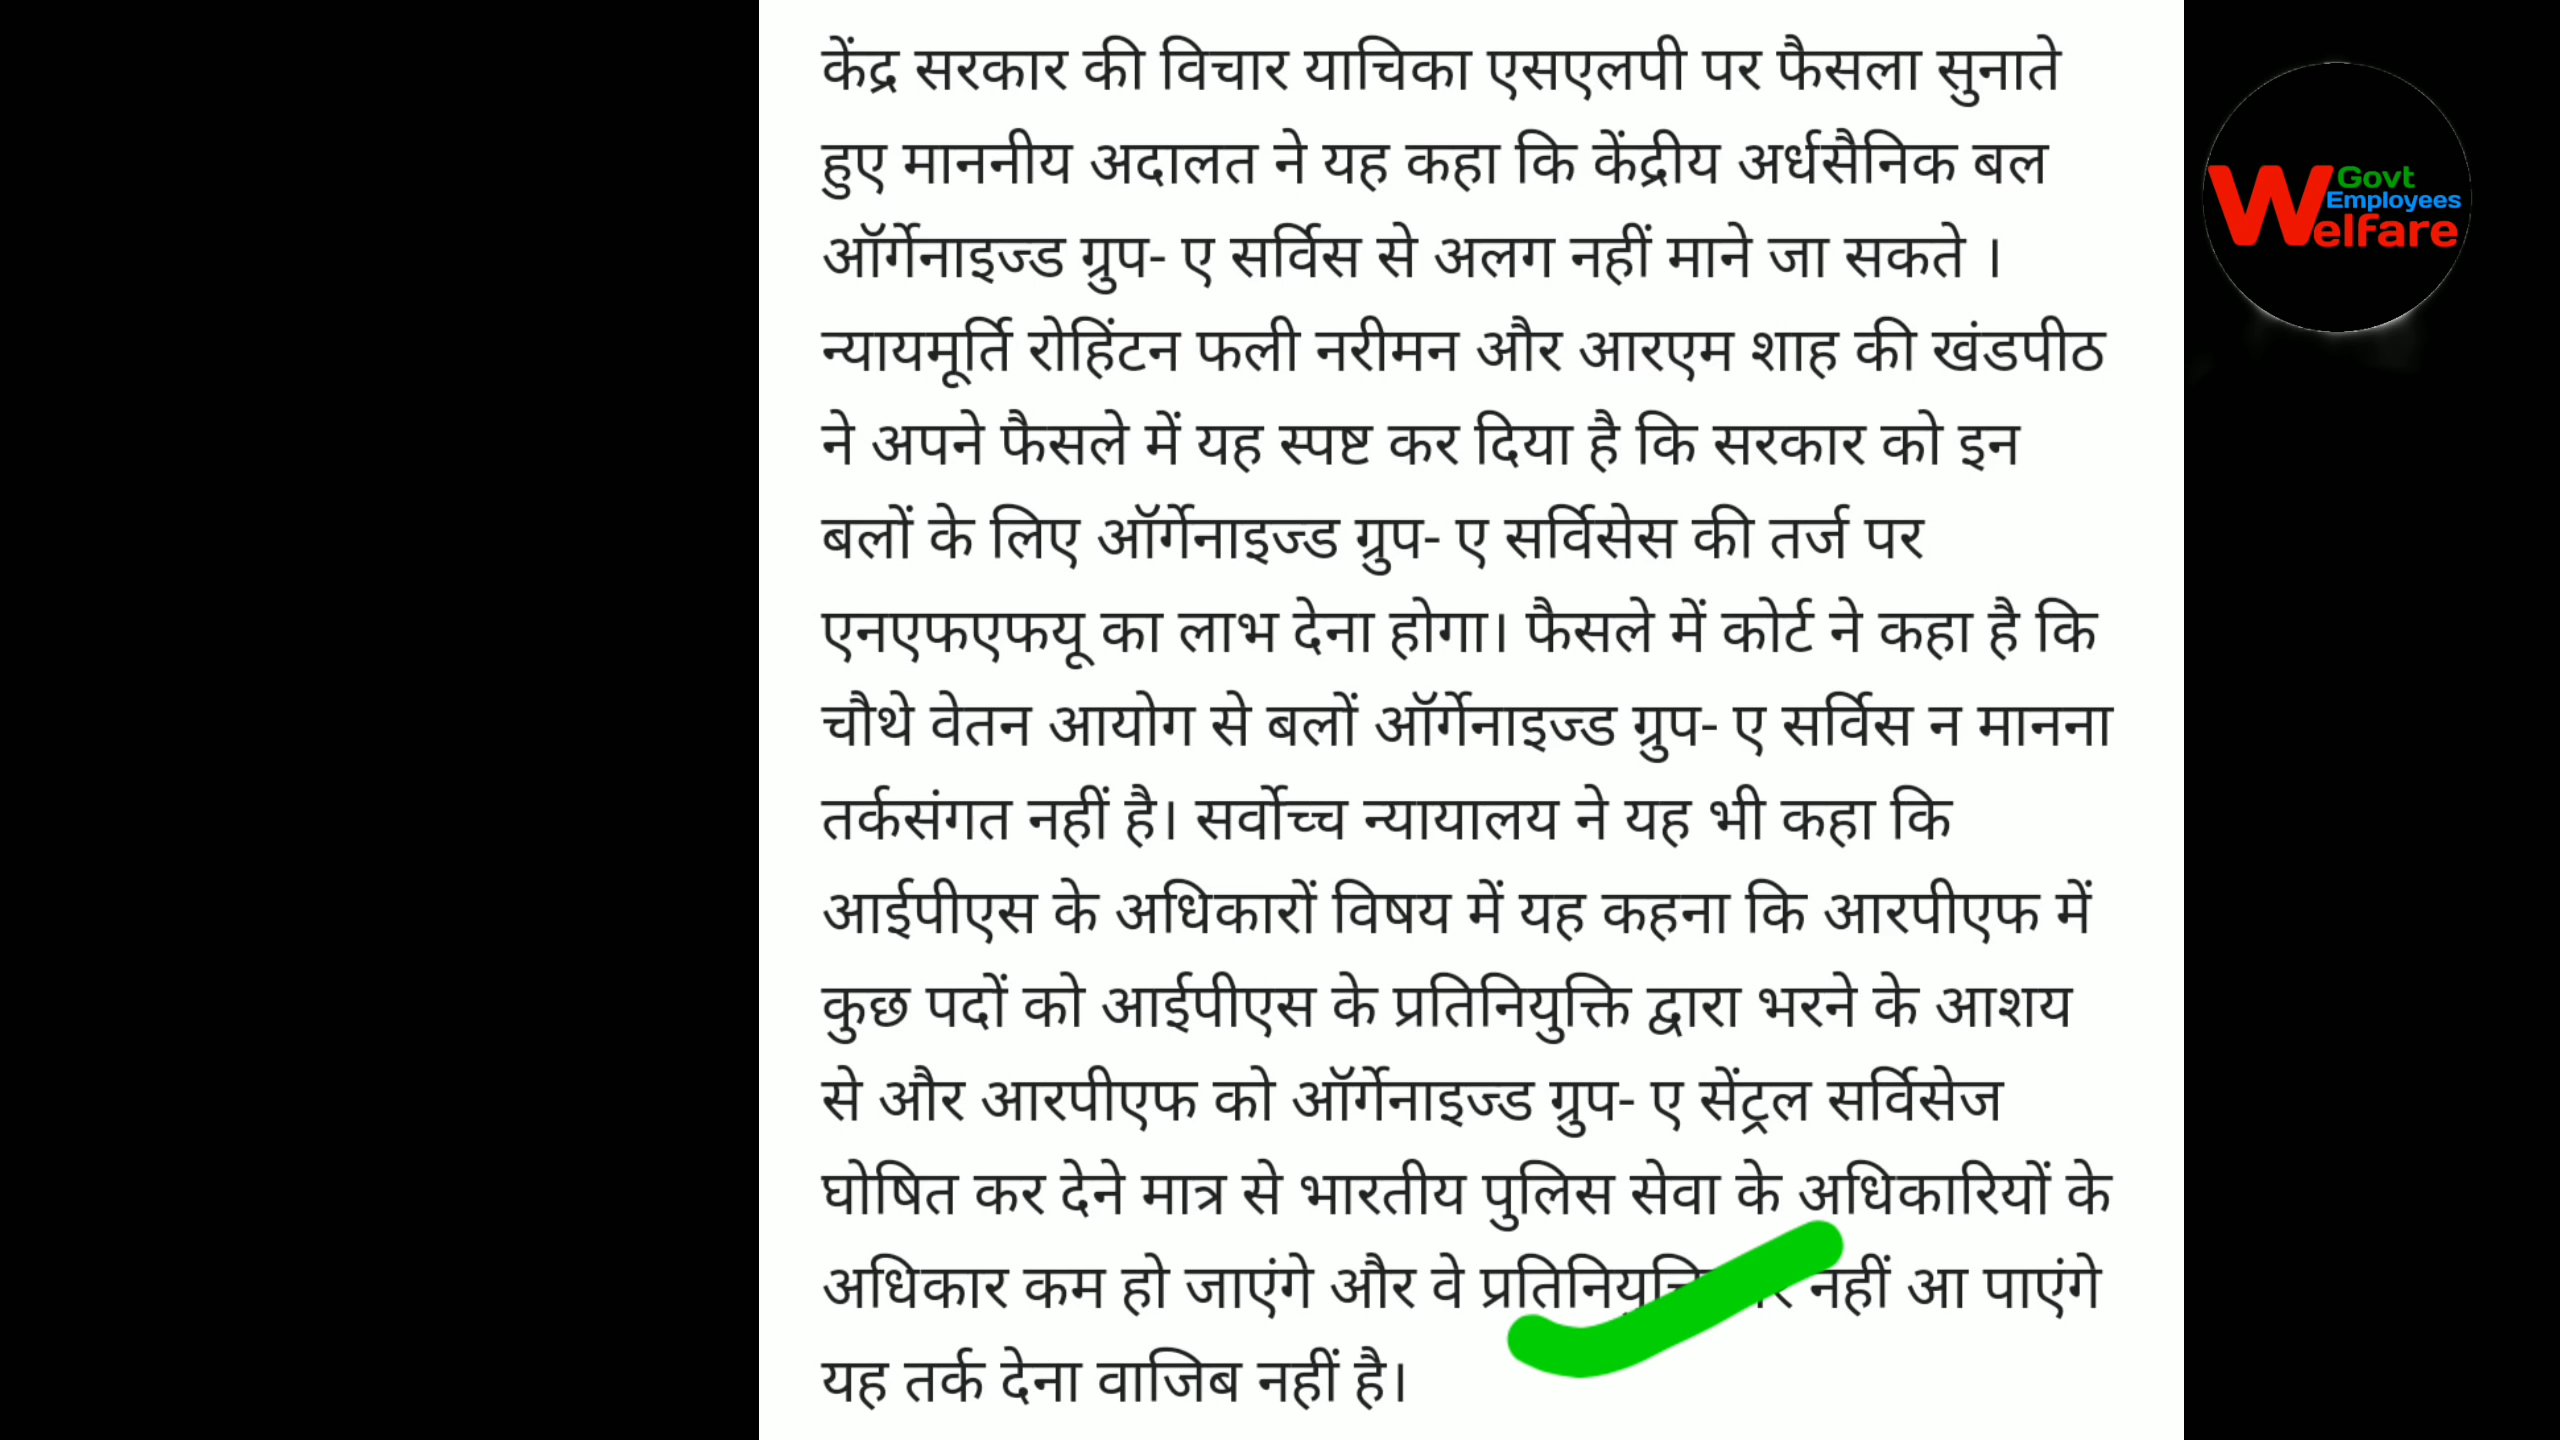 केंद्र सरकार की विचार याचिका एसएलपी पर फैसला सुनाते
हुए माननीय अदालत ने यह कहा कि केंद्रीय अर्धसैनिक बल
ऑर्गेनाइज्ड ग्रुप- ए सर्विस से अलग नहीं माने जा सकते ।
न्यायमूर्ति रोहिंटन फली नरीमन और आरएम शाह की खंडपीठ
ने अपने फैसले में यह स्पष्ट कर दिया है कि सरकार को इन
बलों के लिए ऑर्गेनाइज्ड ग्रुप- ए सर्विसेस की तर्ज पर
एनएफएफयू का लाभ देना होगा। फैसले में कोर्ट ने कहा है कि
चौथे वेतन आयोग से बलों ऑर्गेनाइज्ड ग्रुप- ए सर्विस न मानना
तर्कसंगत नहीं है। सर्वोच्च न्यायालय ने यह भी कहा कि
आईपीएस के अधिकारों विषय में यह कहना कि आरपीएफ में
कुछ पदों को आईपीएस के प्रतिनियुक्ति द्वारा भरने के आशय
से और आरपीएफ को ऑर्गेनाइज्ड ग्रुप- ए सेंट्रल सर्विसेज
घोषित कर देने मात्र से भारतीय पुलिस सेवा के अधिकारियों के
अधिकार कम हो जाएंगे और वे नहीं आ पाएंगे
यह तर्क देना वाजिब नहीं है।
Govt
Employees
Welfare